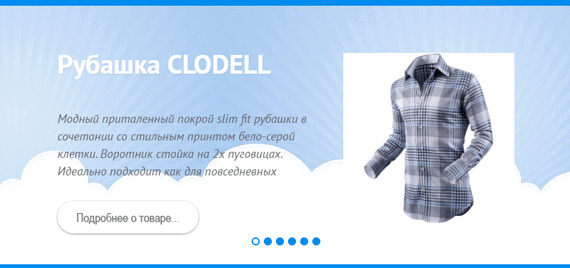 Рубашка CLODELL
Модный приталенный покрой slim fit рубашки в
сочетании со стильным принтом бело-серой
клетки. Воротник стойка на 2х пуговицах.
Идеально подходит как для повседневных
Подробнее о товаре...